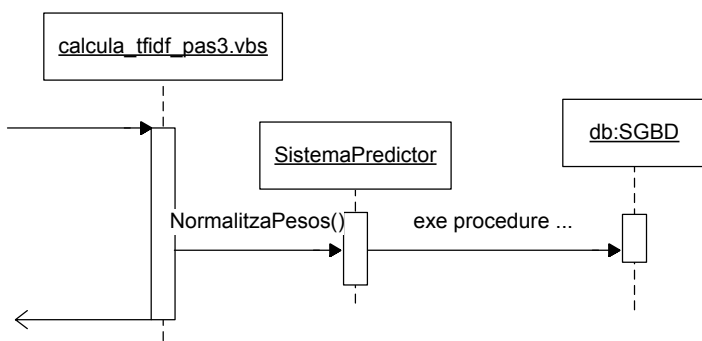 calcula_tfidf_pas3.vbs
db:SGBD
SistemaPredictor
NormalitzaPesos()
exe procedure ...